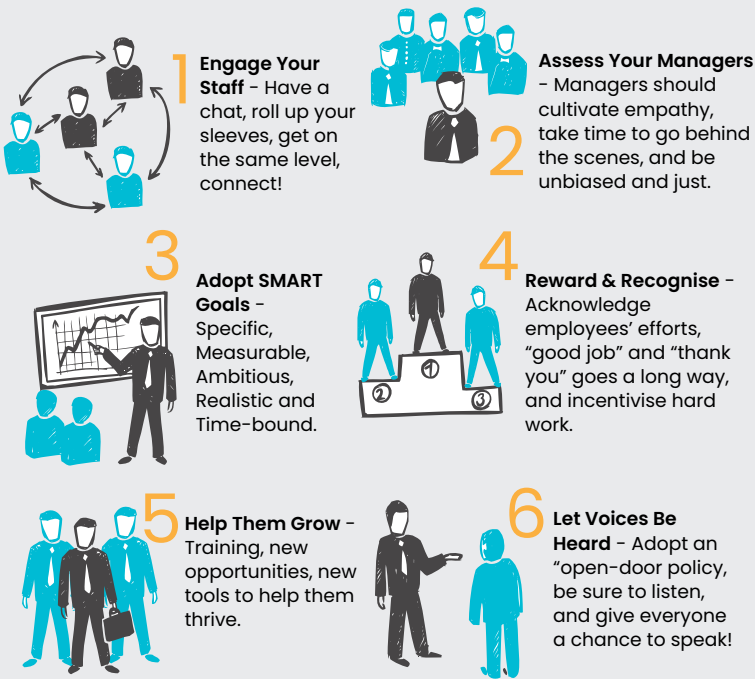 1
Engage Your
Staff - Have a
chat, roll up your
sleeves, get on
the same level,
connect!
2
Assess Your Managers
- Managers should
cultivate empathy,
take time to go behind
the scenes, and be
unbiased and just.
3
Adopt SMART
Goals -
Specific,
Measurable,
Ambitious,
Realistic and
Time-bound.
4
Reward & Recognise -
Acknowledge
employees' efforts,
“good job” and “thank
you” goes a long way,
and incentivise hard
work.
2
1
3
5
Help Them Grow -
Training, new
opportunities, new
tools to help them
thrive.
6
Let Voices Be
Heard - Adopt an
“open-door policy,
be sure to listen,
and give everyone
a chance to speak!